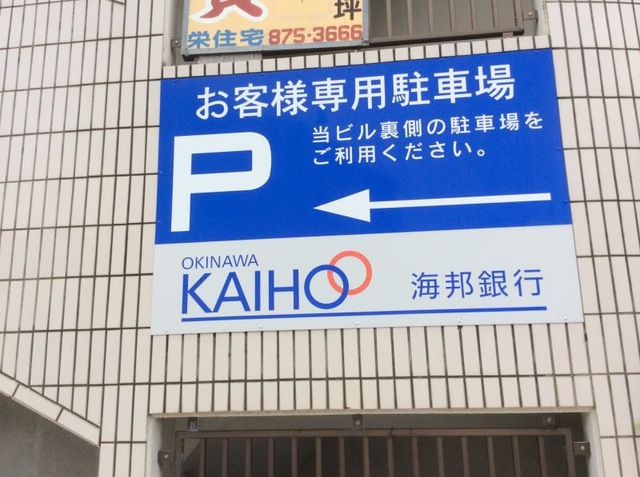 坪
栄住宅 875-3666
お客様専用駐車場
P
当ビル裏側の駐車場を
ご利用ください。
OKINAWA
KAIHO
海邦銀行